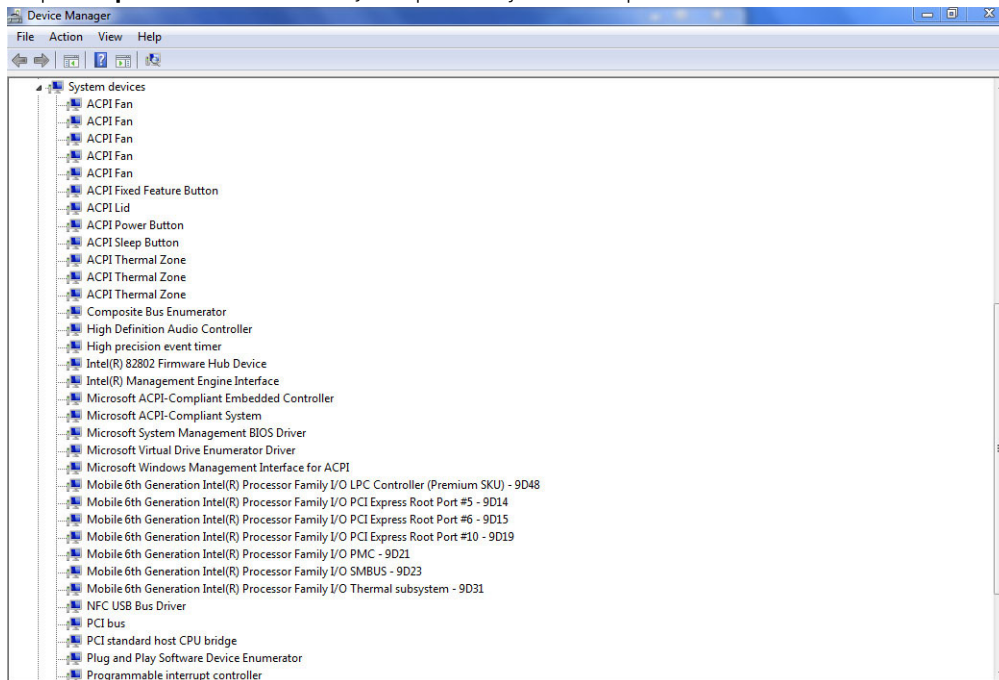 Device Manager
File Action View Help
System devices
ACPI Fan
ACPI Fan
ACPI Fan
ACPI Fan
ACPI Fan
ACPI Fixed Feature Button
ACPI Lid
ACPI Power Button
ACPI Sleep Button
ACPI Thermal Zone
ACPI Thermal Zone
ACPI Thermal Zone
Composite Bus Enumerator
High Definition Audio Controller
High precision event timer
Intel(R) 82802 Firmware Hub Device
Intel(R) Management Engine Interface
Microsoft ACPI-Compliant Embedded Controller
Microsoft ACPI-Compliant System
Microsoft System Management BIOS Driver
Microsoft Virtual Drive Enumerator Driver
Microsoft Windows Management Interface for ACPI
Mobile 6th Generation Intel(R) Processor Family I/O LPC Controller (Premium SKU) - 9D48
Mobile 6th Generation Intel(R) Processor Family I/O PCI Express Root Port #5 - 9D14
Mobile 6th Generation Intel(R) Processor Family I/O PCI Express Root Port #6 - 9D15
Mobile 6th Generation Intel(R) Processor Family I/O PCI Express Root Port #10 - 9D19
Mobile 6th Generation Intel(R) Processor Family I/O PMC - 9D21
Mobile 6th Generation Intel(R) Processor Family I/O SMBUS - 9D23
Mobile 6th Generation Intel(R) Processor Family I/O Thermal subsystem - 9D31
NFC USB Bus Driver
PCI bus
PCI standard host CPU bridge
Plug and Play Software Device Enumerator
Programmable interrupt controller